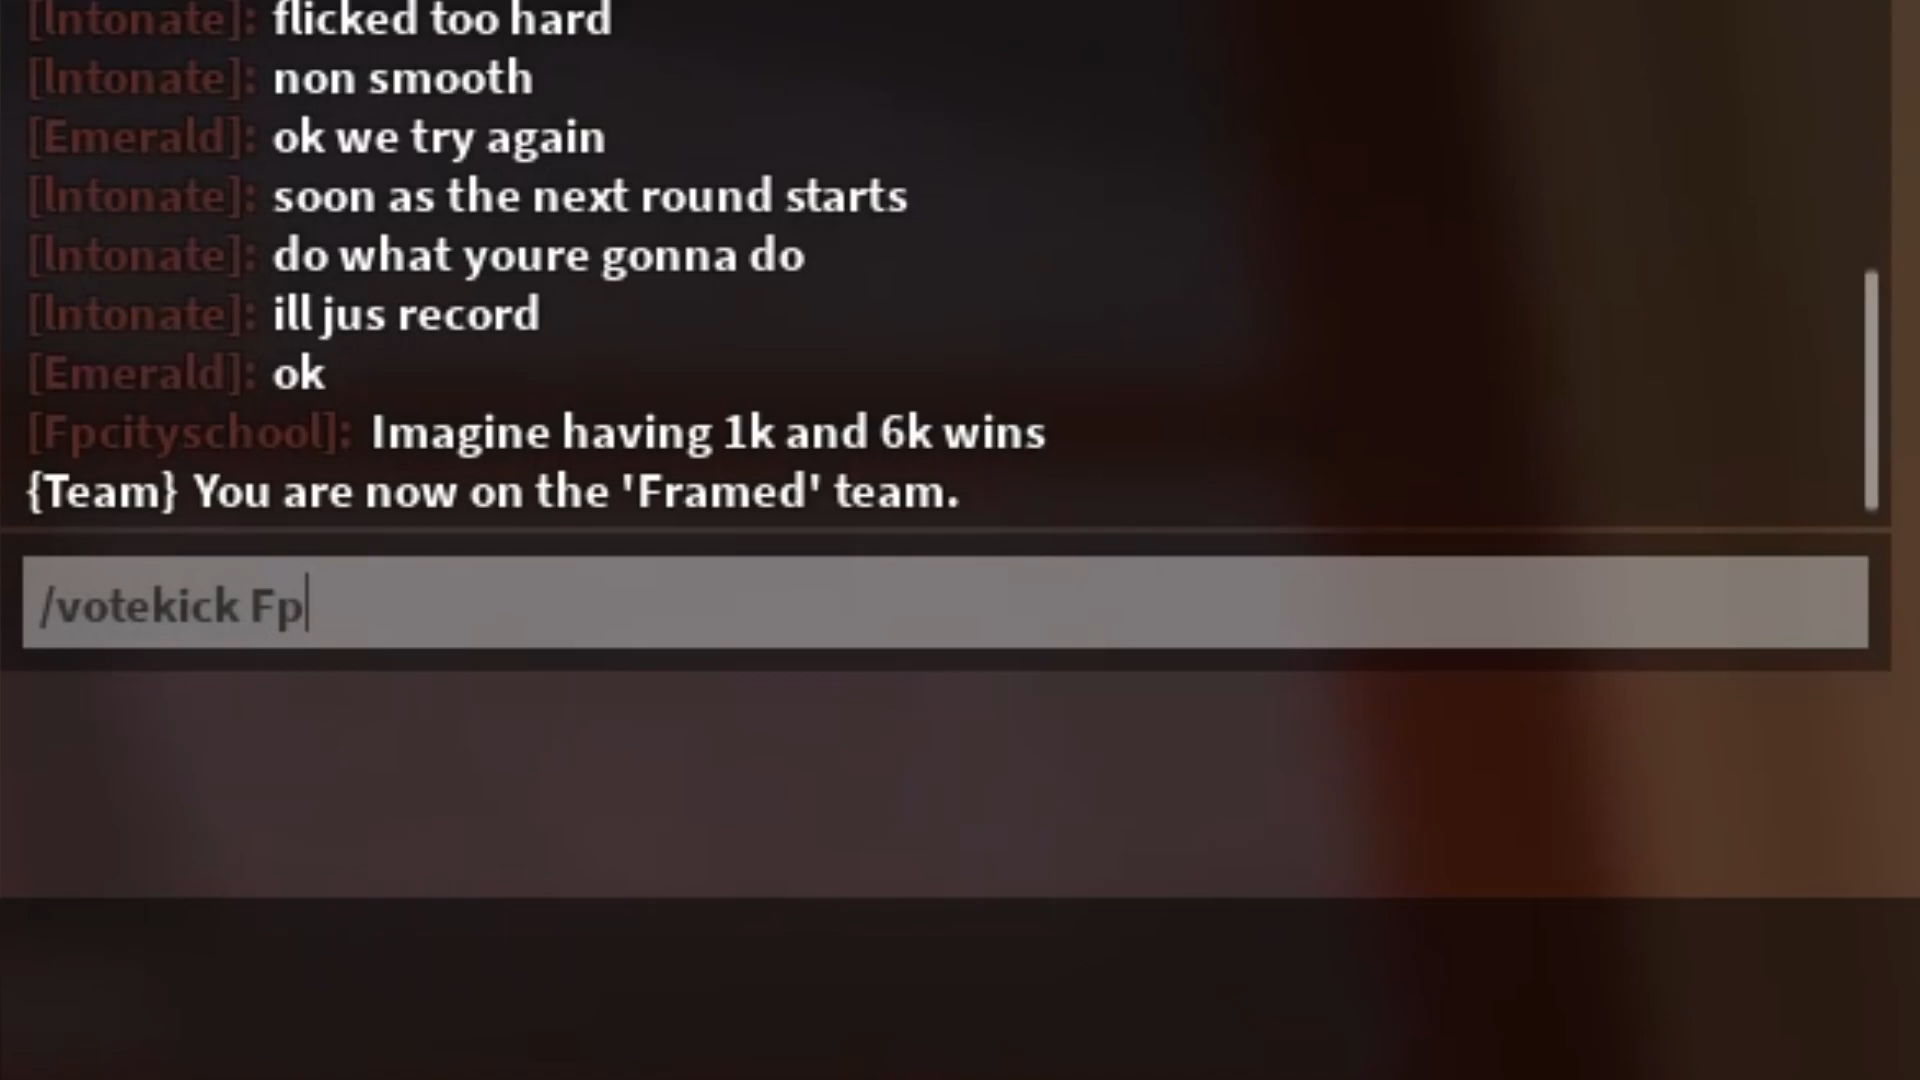 [lntonate]: flicked too hard
[lntonate]: non smooth
[Emerald]: ok we try again
[lntonate]: soon as the next round starts
[lntonate]: do what youre gonna do
[lntonate]: ill jus record
[Emerald]: ok
[Fpcityschool]: Imagine having 1k and 6k wins
{Team} You are now on the 'Framed' team.
/votekick Fp